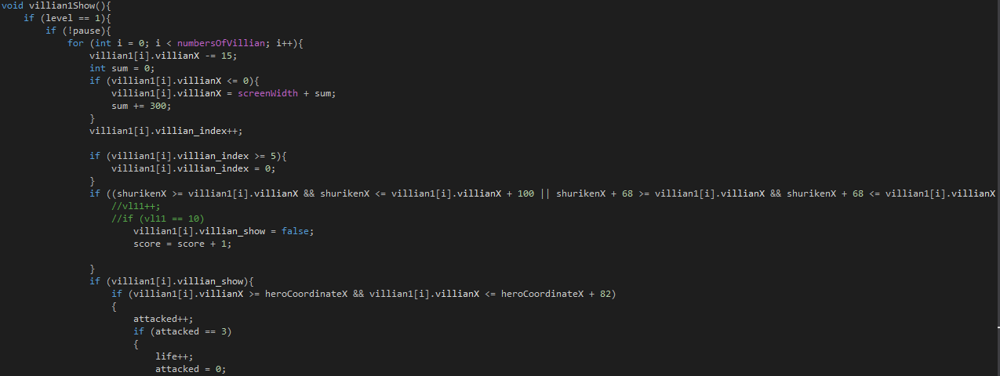 void villian1Show(){
if (level == 1){
if (!pause){
for (int i = 0; i < numbersOfVillian; i++){
villian1[i].villianX -= 15;
int sum = 0;
if (villian1[i].villianX <= 0){
villian1[i].villianX = screenWidth + sum;
sum += 300;
}
villian1[i].villian_index++;
if (villian1[i].villian_index >= 5){
villian1[i].villian_index = 0;
}
if ((shurikenX >= villian1[i].villianX && shurikenX <= villian1[i].villianX + 100 || shurikenX + 68 >= villian1[i].villianX && shurikenX + 68 <= villian1[i].villianX
//vl11++;
//if (vl11 == 10)
villian1[i].villian_show = false;
score = score + 1;
}
if (villian1[i].villian_show){
if (villian1[i].villianX >= heroCoordinateX && villian1[i].villianX <= heroCoordinateX + 82)
{
attacked++;
if (attacked == 3)
{
life++;
attacked = 0;